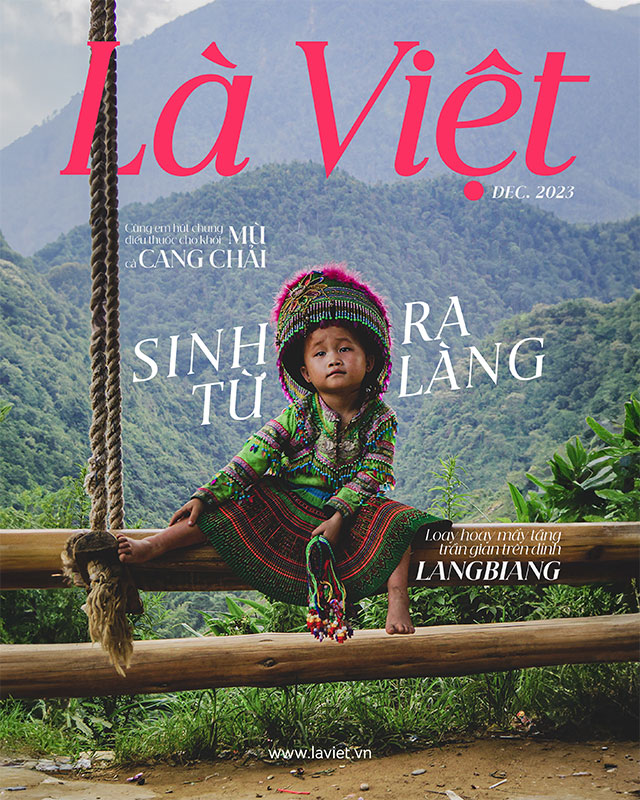 Là Việt
DEC. 2023
Cùng em hút chung
điếu thuốc cho khói MÙ
cả CANG CHẢI
SINH RA
TỪ LÀNG
Loay hoay mấy tầng
trần gian trên đỉnh
LANGBIANG
www.laviet.vn